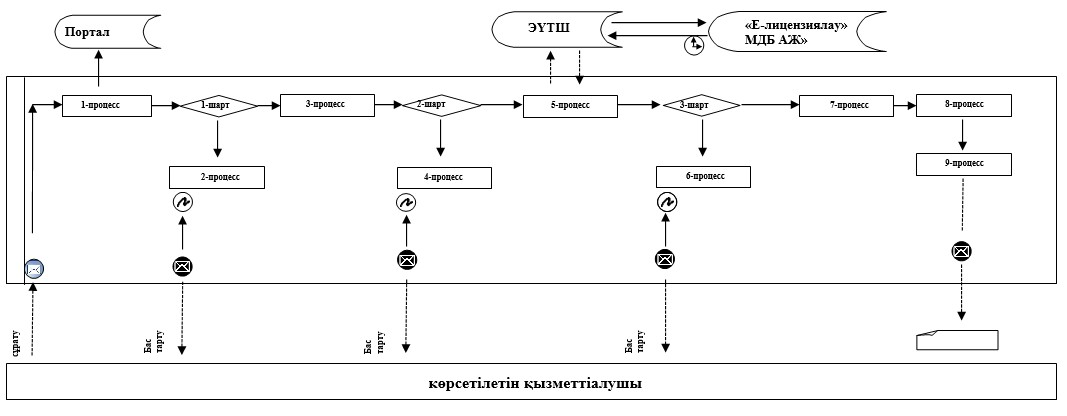 Портал
ЭҮТШ
«Е-лицензиялау»
МДБ АЖ»
1-процесс
1-шарт
3-процесс
2-шарт
5-процесс
3-шарт
7-процесс
8-процесс
2-процесс
4-процесс
6-процесс
9-процесс
сұрату
Бас
тарту
Бас
тарту
Бас
тарту
көрсетілетін қызметтіалушы